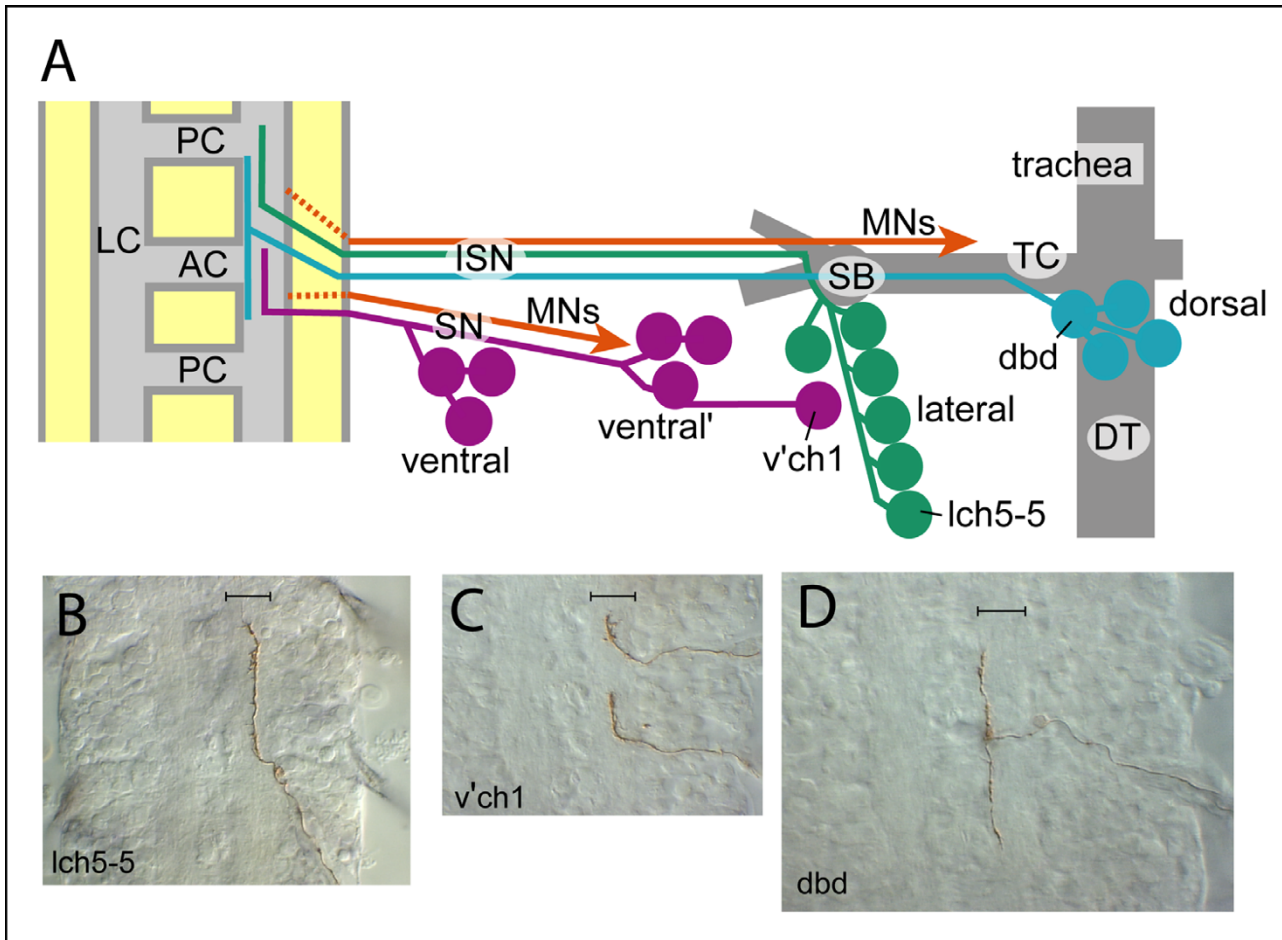 A
PC
trachea
MNs
LC
ISN
TC
AC
SB
dorsal
MNs
SN
dbd
PC
lateral
ventral'
v'ch1
DT
ventral
lch5-5
B
lch5-5
C
v'ch1
D
dbd